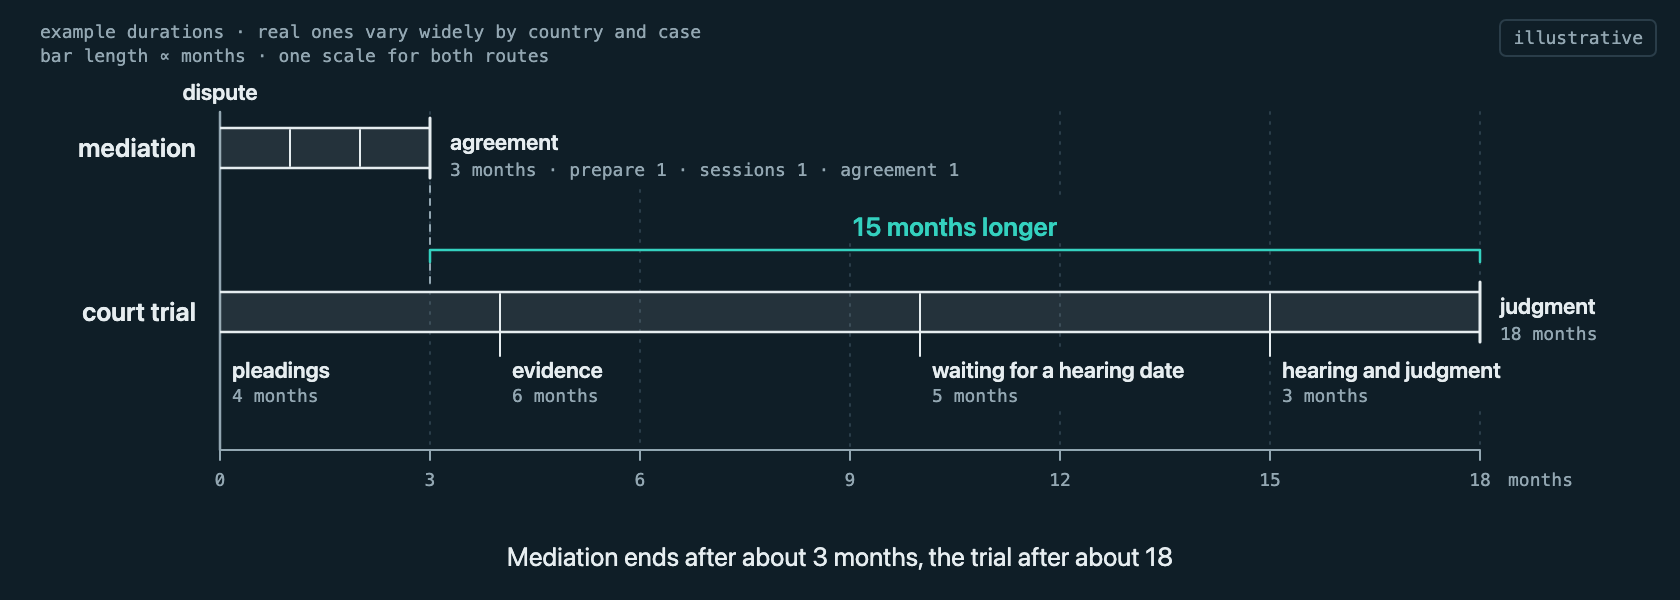 example durations · real ones vary widely by country and case
bar length ∝ months · one scale for both routes
illustrative
dispute
mediation
agreement
3 months · prepare 1 · sessions 1 · agreement 1
15 months longer
court trial
judgment
18 months
pleadings
4 months
evidence
6 months
waiting for a hearing date
5 months
hearing and judgment
3 months
0 3 6 9 12 15 18 months
Mediation ends after about 3 months, the trial after about 18